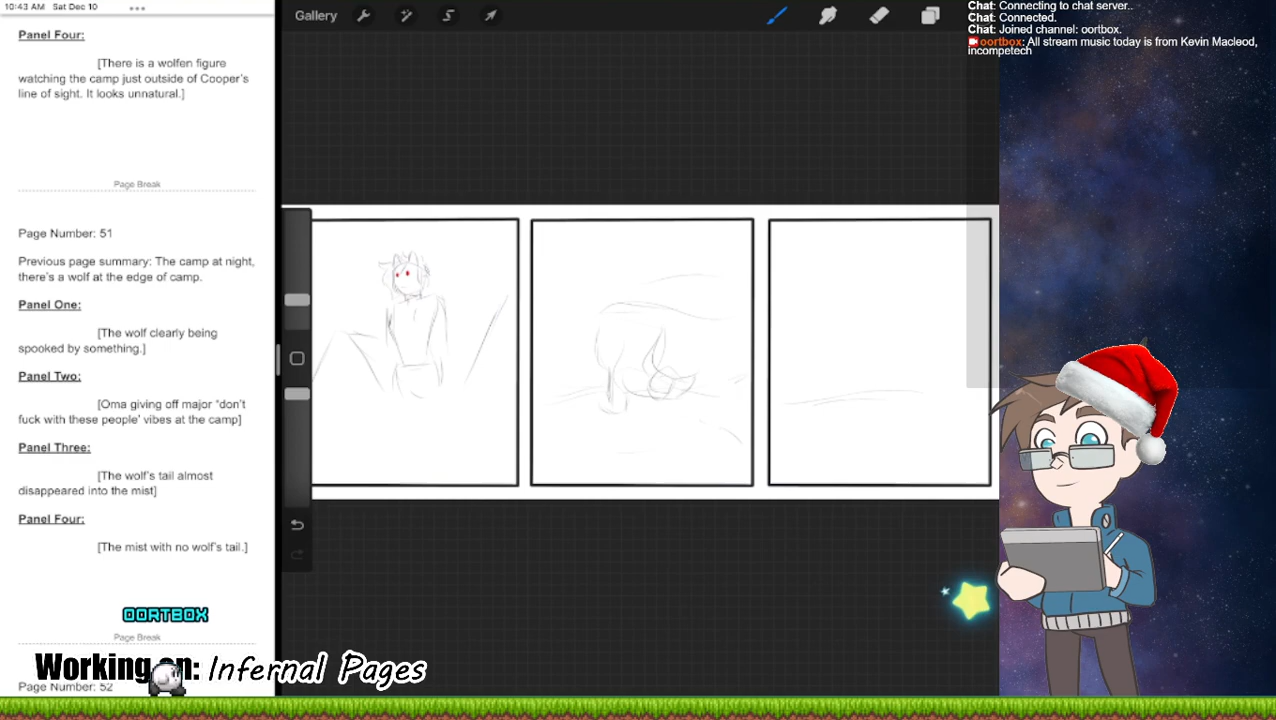 10:43 AM Sat Dec 10
Panel Four:
[There is a wolfen figure
watching the camp just outside of Cooper's
line of sight. It looks unnatural.]
Page Break
Page Number: 51
Previous page summary: The camp at night,
there's a wolf at the edge of camp.
Panel One:
[The wolf clearly being
spooked by something.]
Panel Two:
[Oma giving off major "don't
fuck with these people' vibes at the camp]
Panel Three:
[The wolf's tail almost
disappeared into the mist]
Panel Four:
[The mist with no wolf's tail.]
OORTBOX
Page Break
Working on: Infernal Pages
Page Number: 52
Gallery
Chat: Connecting to chat server..
Chat: Connected.
Chat: Joined channel: oortbox.
oortbox: All stream music today is from Kevin Macleod,
incompetech